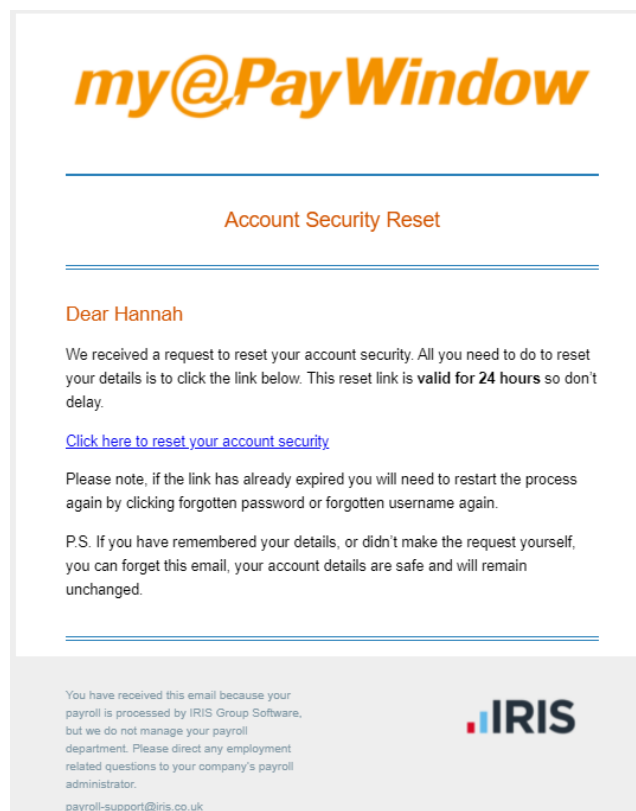 my@PayWindow
Account Security Reset
Dear Hannah
We received a request to reset your account security. All you need to do to reset
your details is to click the link below. This reset link is valid for 24 hours so don't
delay.
Click here to reset your account security
Please note, if the link has already expired you will need to restart the process
again by clicking forgotten password or forgotten username again.
P.S. If you have remembered your details, or didn't make the request yourself,
you can forget this email, your account details are safe and will remain
unchanged.
You have received this email because your
payroll is processed by IRIS Group Software,
but we do not manage your payroll
department. Please direct any employment
related questions to your company's payroll
administrator.
IRIS
payroll-support@iris.co.uk